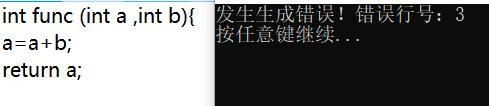 int func (int a ,int b){
a=a+b;
return a;
发生生成错误！错误行号：3
按任意键继续...